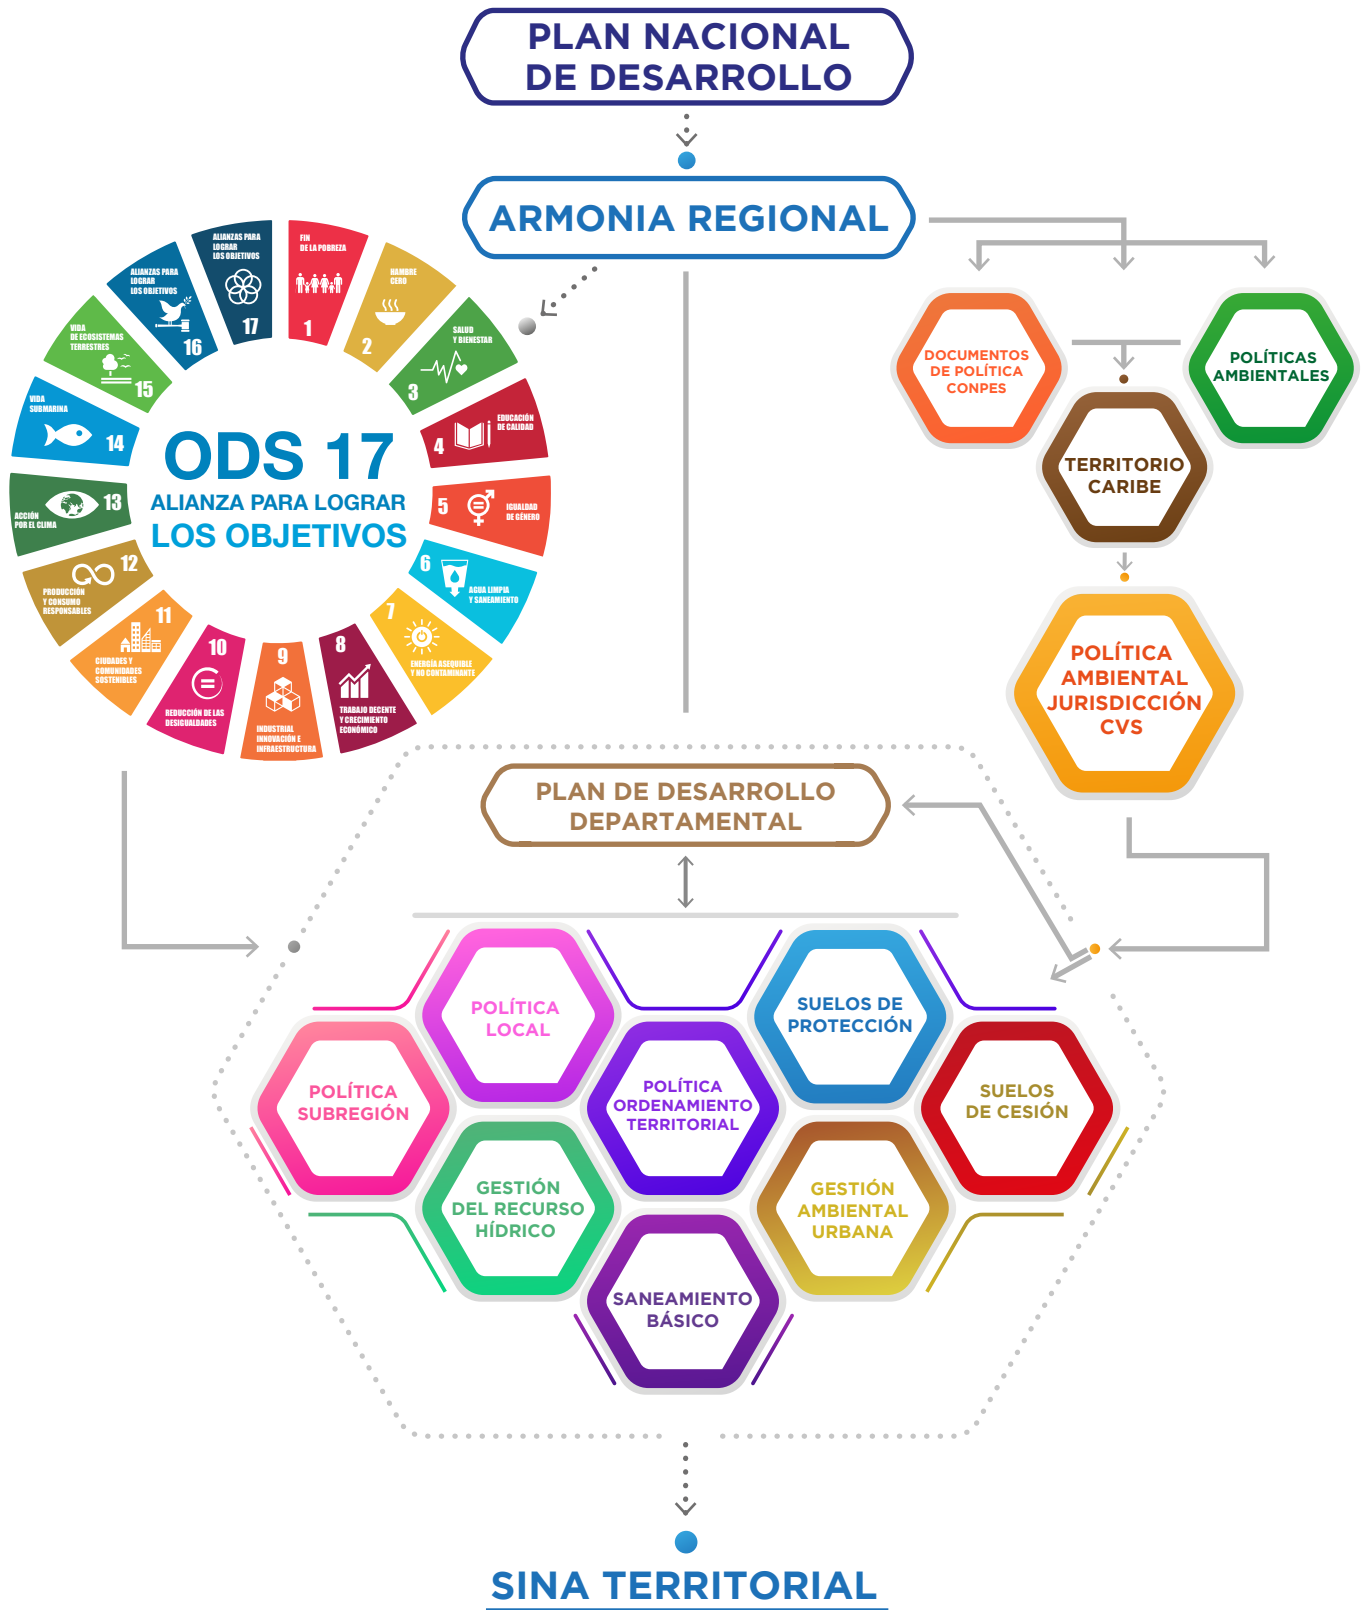 PLAN NACIONAL
DE DESARROLLO
ARMONIA REGIONAL
FIN
DE LA POBREZA
1
HAMBRE
CERO
2
SALUD
Y BIENESTAR
3
EDUCACIÓN
DE CALIDAD
4
IGUALDAD
DE GÉNERO
5
AGUA LIMPIA
Y SANEAMIENTO
6
ENERGÍA ASEQUIBLE
Y NO CONTAMINANTE
7
TRABAJO DECENTE
Y CRECIMIENTO
ECONÓMICO
8
INDUSTRIAL
INNOVACIÓN E
INFRAESTRUCTURA
9
REDUCCIÓN DE LAS
DESIGUALDADES
10
CIUDADES Y
COMUNIDADES
SOSTENIBLES
11
PRODUCCIÓN
Y CONSUMO
RESPONSABLES
12
ACCIÓN
POR EL CLIMA
13
VIDA
SUBMARINA
14
VIDA
DE ECOSISTEMAS
TERRESTRES
15
ALIANZAS PARA
LOGRAR
LOS OBJETIVOS
16
ALIANZAS PARA
LOGRAR
LOS OBJETIVOS
17
ODS 17
ALIANZA PARA LOGRAR
LOS OBJETIVOS
DOCUMENTOS
DE POLÍTICA
CONPES
POLÍTICAS
AMBIENTALES
TERRITORIO
CARIBE
POLÍTICA
AMBIENTAL
JURISDICCIÓN
CVS
PLAN DE DESARROLLO
DEPARTAMENTAL
POLÍTICA
LOCAL
SUELOS DE
PROTECCIÓN
POLÍTICA
SUBREGIÓN
POLÍTICA
ORDENAMIENTO
TERRITORIAL
SUELOS
DE CESIÓN
GESTIÓN
DEL RECURSO
HÍDRICO
GESTIÓN
AMBIENTAL
URBANA
SANEAMIENTO
BÁSICO
SINA TERRITORIAL